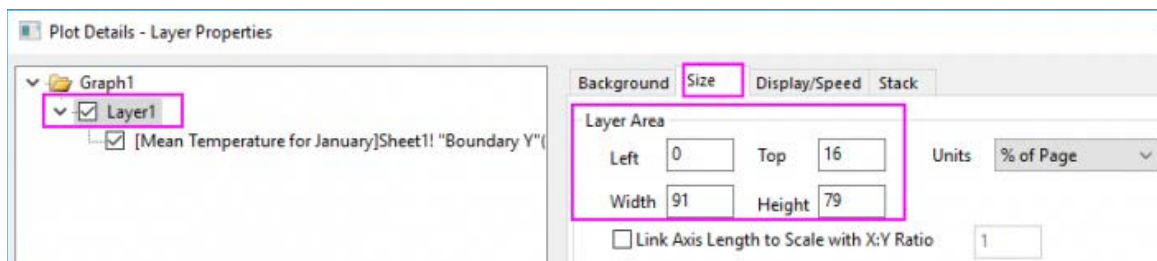 Plot Details - Layer Properties
Graph1
Layer1
[Mean Temperature for January]Sheet1! "Boundary Y"(
Background Size Display/Speed Stack
Layer Area
Left 0 Top 16 Units % of Page
Width 91 Height 79
Link Axis Length to Scale with X:Y Ratio 1